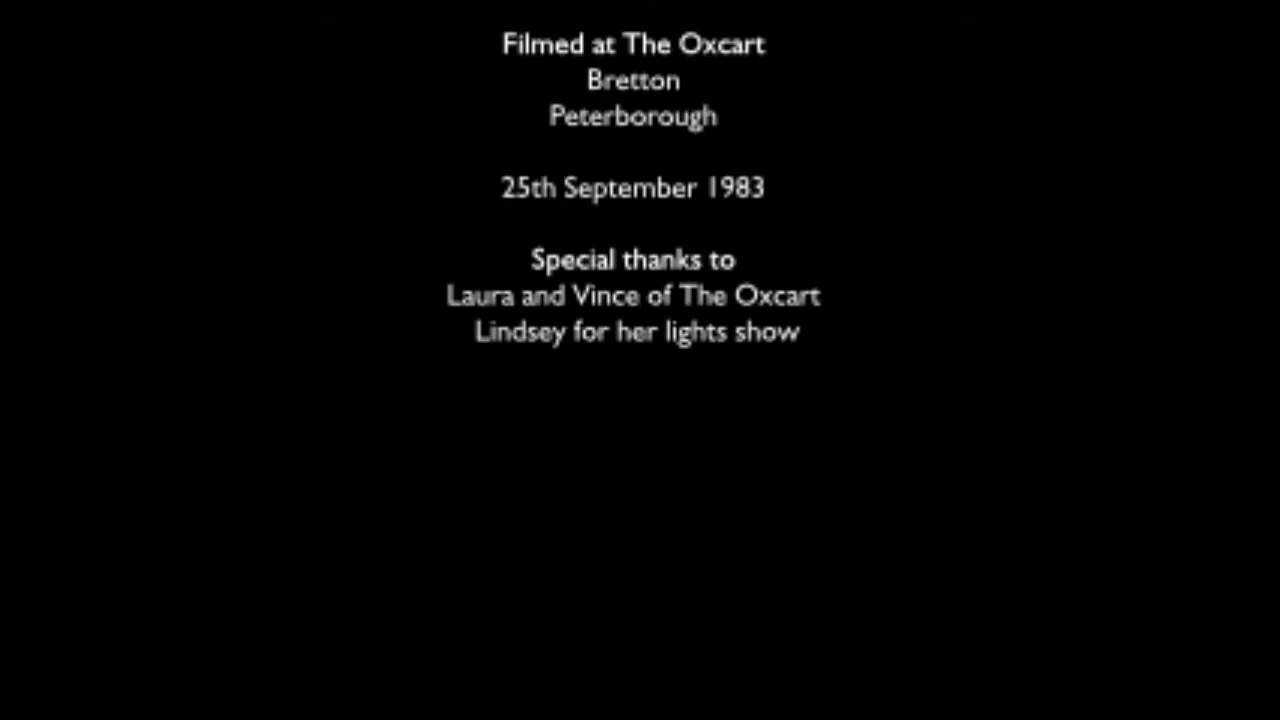 Filmed at The Oxcart
Bretton
Peterborough
25th September 1983
Special thanks to
Laura and Vince of The Oxcart
Lindsey for her lights show